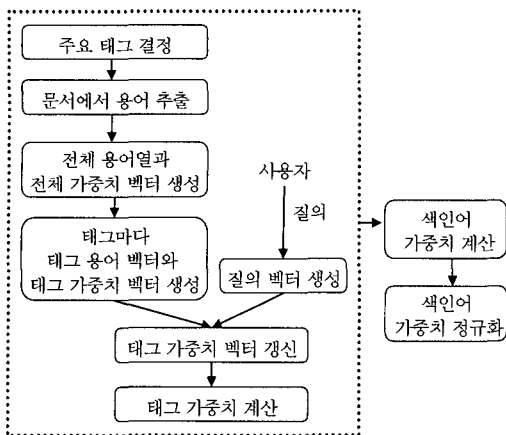 주요 태그 결정
문서에서 용어 추출
전체 용어열과
전체 가중치 벡터 생성
태그마다
태그 용어 벡터와
태그 가중치 벡터 생성
사용자
질의
질의 벡터 생성
태그 가중치 벡터 갱신
태그 가중치 계산
색인어
가중치 계산
색인어
가중치 정규화